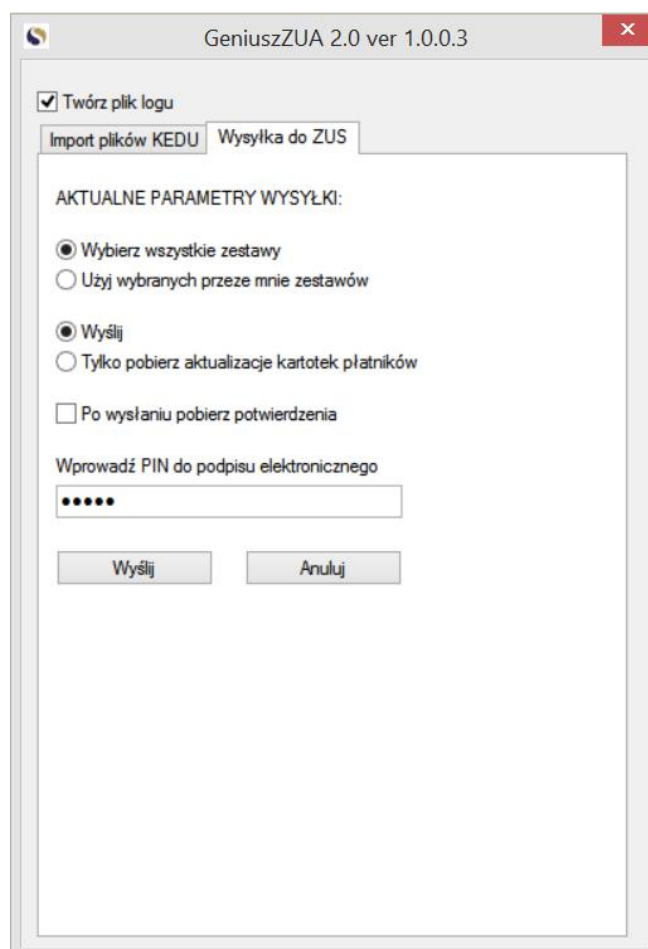 GeniuszZUA 2.0 ver 1.0.0.3
Twórz plik logu
Import plików KEDU
Wysyłka do ZUS
AKTUALNE PARAMETRY WYSYŁKI:
Wybierz wszystkie zestawy
Użyj wybranych przeze mnie zestawów
Wyślij
Tylko pobierz aktualizacje kartotek płatników
Po wysłaniu pobierz potwierdzenia
Wprowadź PIN do podpisu elektronicznego
•••••
Wyślij
Anuluj